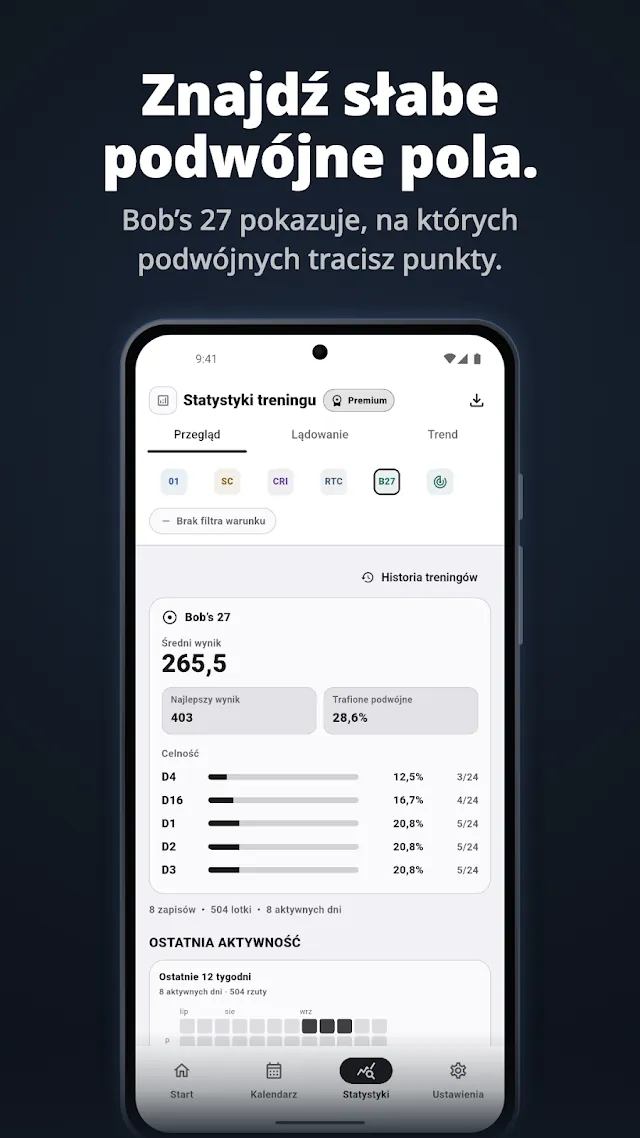 Znajdź słabe
podwójne pola.
Bob’s 27 pokazuje, na których
podwójnych tracisz punkty.
9:41
Statystyki treningu Premium
Przegląd Lądowanie Trend
01 SC CRI RTC B27
– Brak filtra warunku
Historia treningów
Bob’s 27
Średni wynik
265,5
Najlepszy wynik Trafione podwójne
403 28,6%
Celność
D4 12,5% 3/24
D16 16,7% 4/24
D1 20,8% 5/24
D2 20,8% 5/24
D3 20,8% 5/24
8 zapisów • 504 lotki • 8 aktywnych dni
OSTATNIA AKTYWNOŚĆ
Ostatnie 12 tygodni
8 aktywnych dni · 504 rzuty
lip sie wrz
P
Start Kalendarz Statystyki Ustawienia